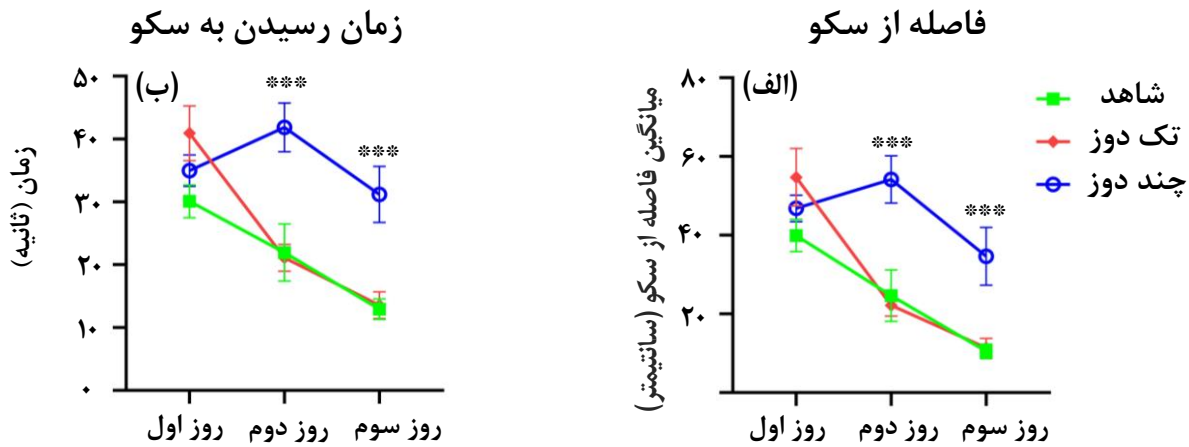 فاصله از سکو
(الف)
میانگین فاصله از سکو (سانتیمتر)
۸۰
۶۰
۴۰
۲۰
***
***
روز اول
روز دوم
روز سوم
شاهد
تک دوز
چند دوز
زمان رسیدن به سکو
(ب)
زمان (ثانیه)
۵۰
۴۰
۳۰
۲۰
۱۰
۰
***
***
روز اول
روز دوم
روز سوم